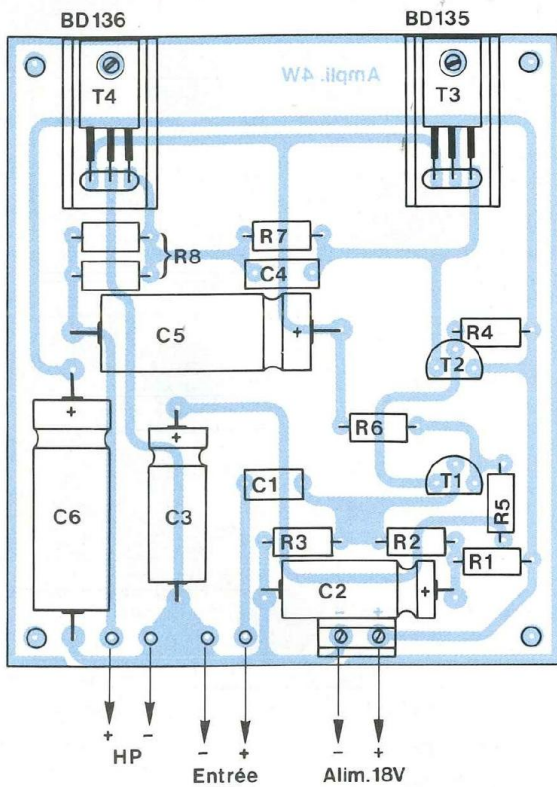 BD136
BD135
Ampli. 4W
T4
T3
R8
R7
C4
C5
+
R4
T2
R6
C6
+
C3
+
C1
T1
R5
R3
R2
R1
C2
+
- +
+ -
HP
- +
Entrée
- +
Alim.18V